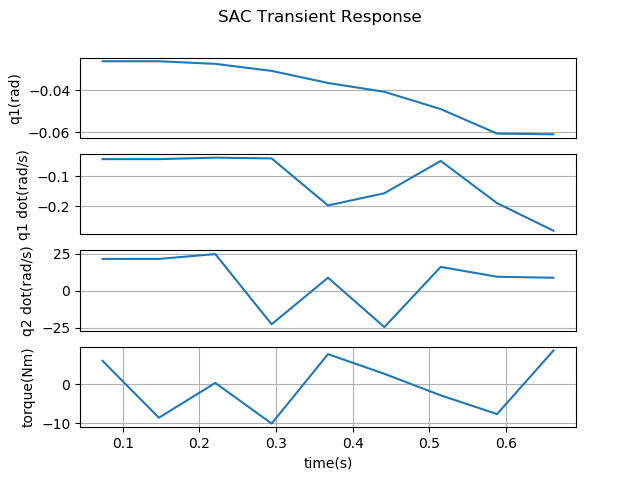 SAC Transient Response
q1(rad)
−0.04
−0.06
q1 dot(rad/s)
−0.1
−0.2
q2 dot(rad/s)
25
0
−25
torque(Nm)
0
−10
0.1 0.2 0.3 0.4 0.5 0.6
time(s)